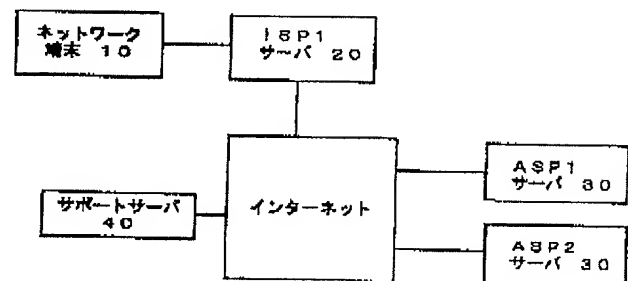 ネットワーク
端末 10
ISP1
サーバ 20
ASP1
サーバ 30
サポートサーバ
40
インターネット
ASP2
サーバ 30